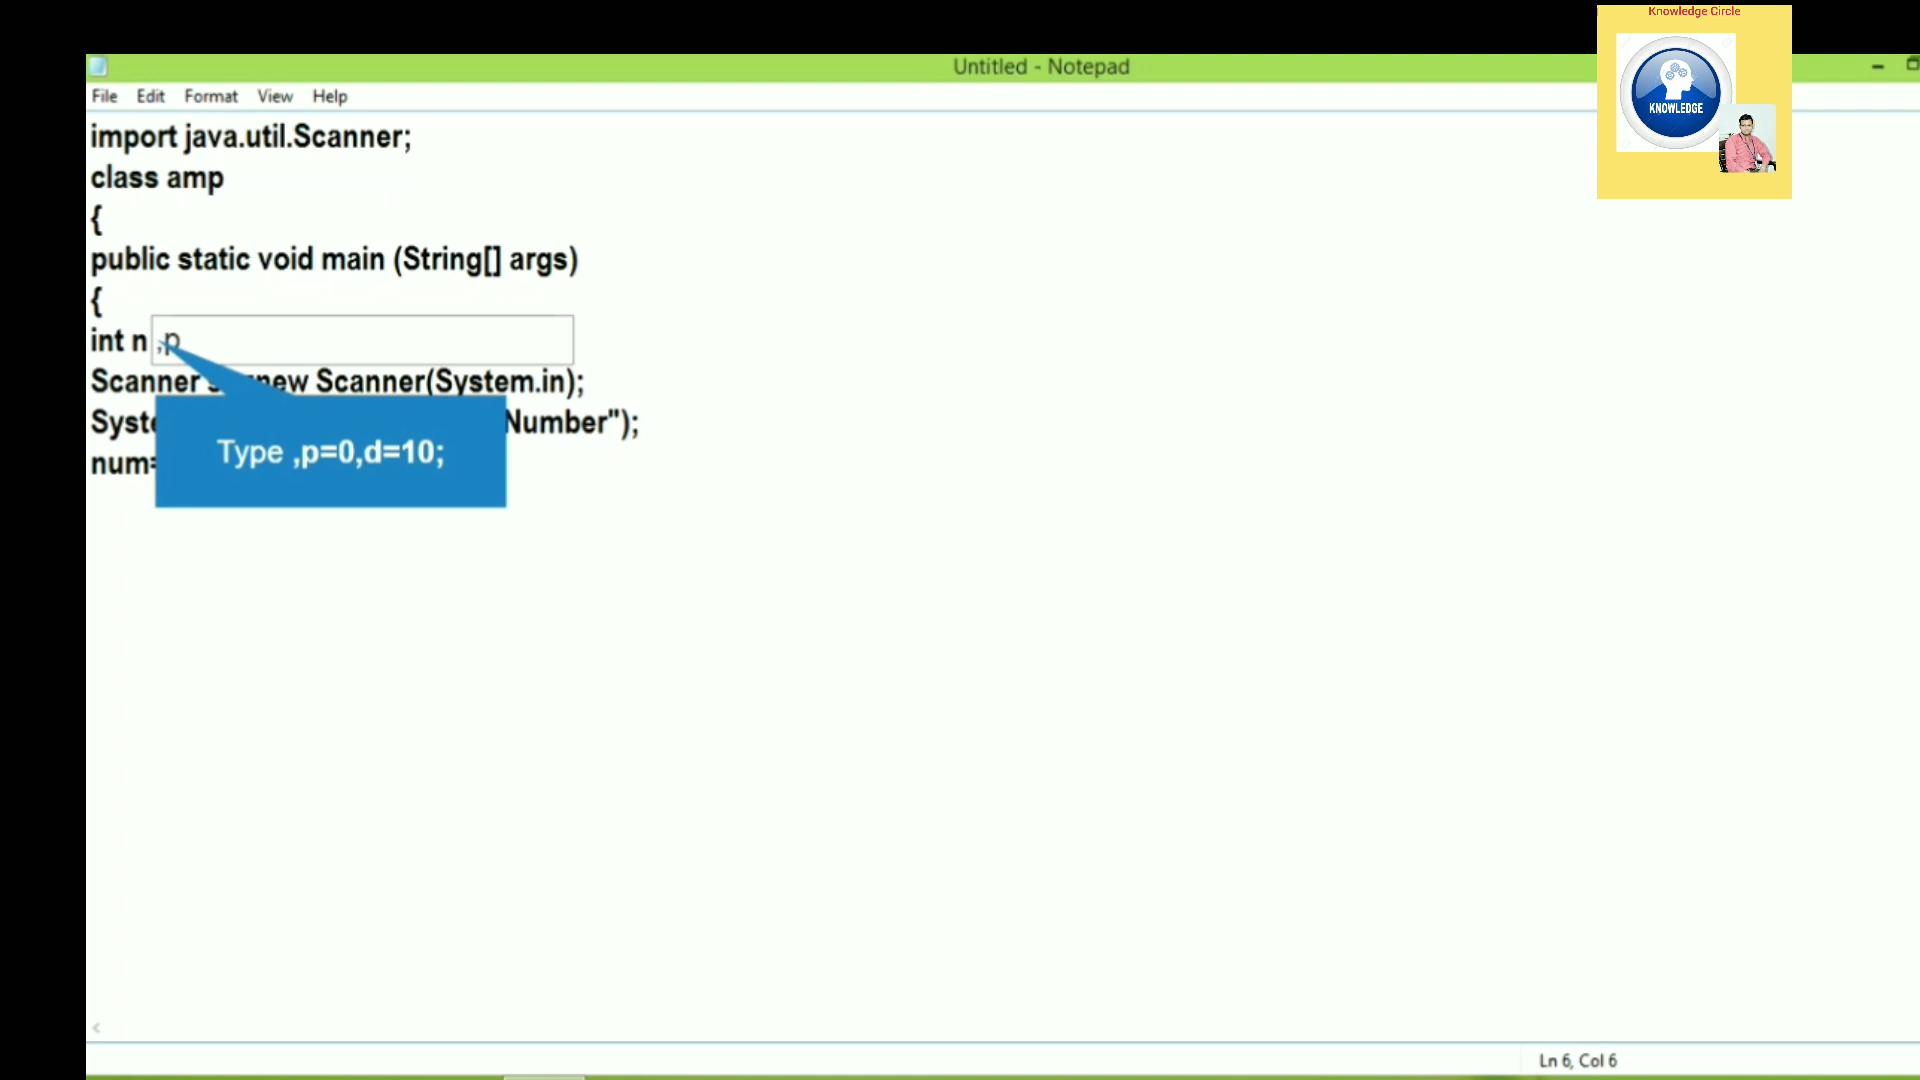 Knowledge Circle
Untitled - Notepad
KNOWLEDGE
File Edit Format View Help
import java.util.Scanner;
class amp
{
public static void main (String[] args)
{
int n ,p
Scanner new Scanner(System.in);
Number");
num=
Type ,p=0,d=10;
Ln 6, Col 6